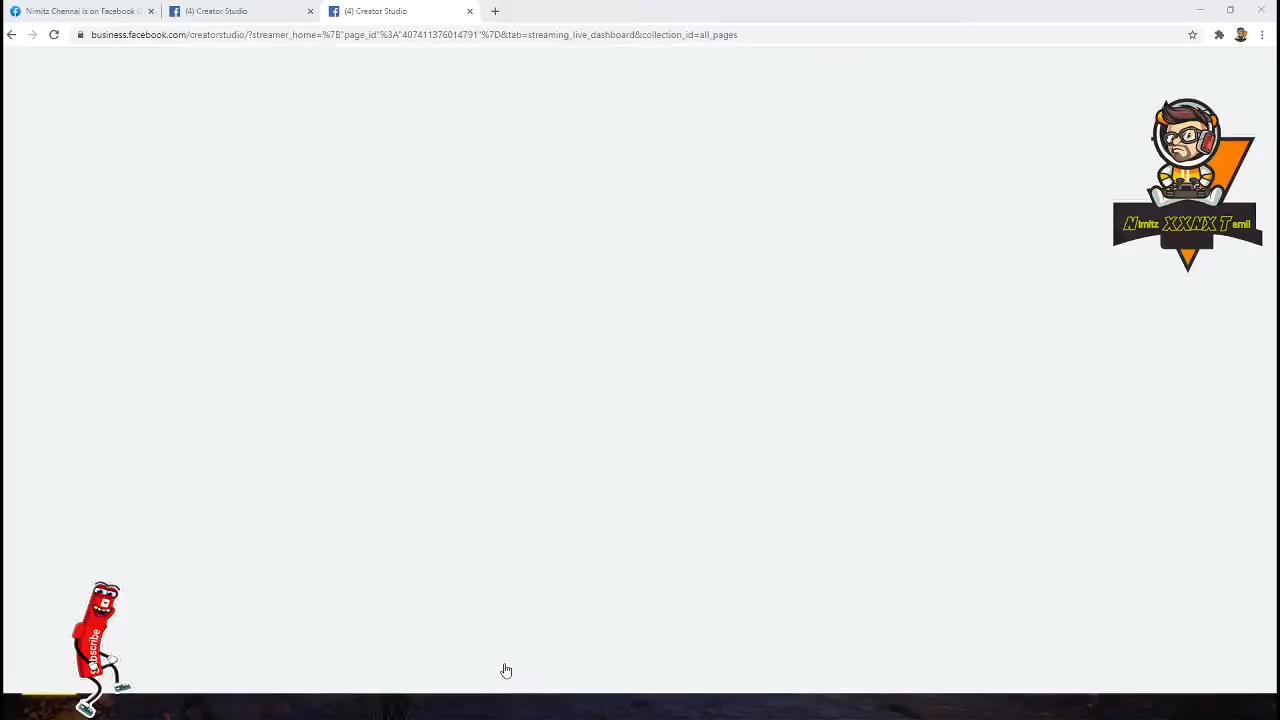 Nimitz Chennai is on Facebook G
(4) Creator Studio
(4) Creator Studio
business.facebook.com/creatorstudio/?streamer_home=%7B"page_id"%3A"407411376014791"%7D&tab=streaming_live_dashboard&collection_id=all_pages
Nimitz XXNX Tamil
Subscribe